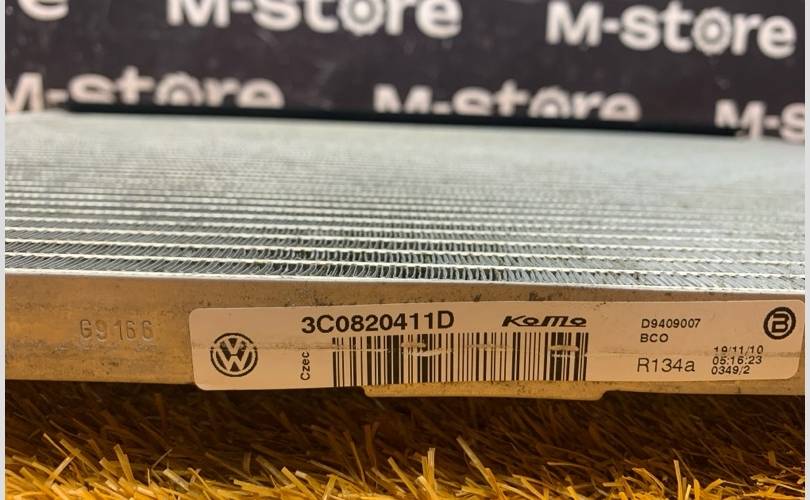 M-store
M-store
M-store
M-store
G9166
3C0820411D
KoMo
D9409007
BCO
Czec
R134a
19/11/10
05:16:23
0349/2
B